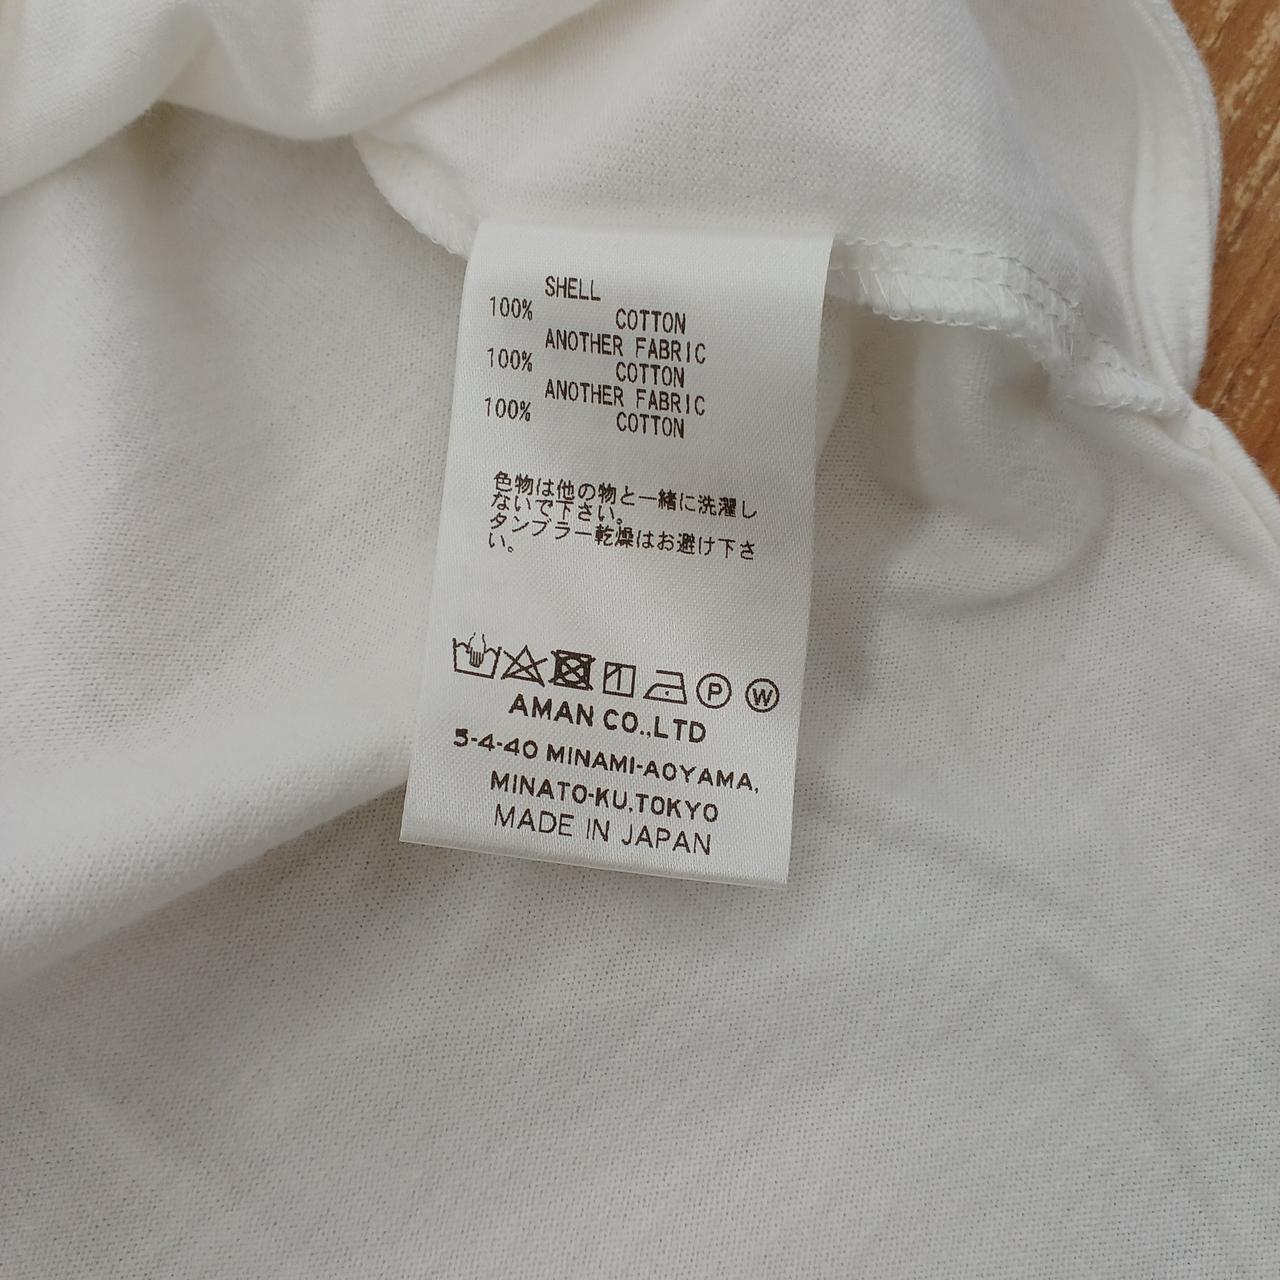 SHELL
100% COTTON
ANOTHER FABRIC
100% COTTON
ANOTHER FABRIC
100% COTTON
色物は他の物と一緒に洗濯し
ないで下さい。
タンブラー乾燥はお避け下さ
い。
P W
AMAN CO.,LTD
5-4-40 MINAMI-AOYAMA,
MINATO-KU,TOKYO
MADE IN JAPAN